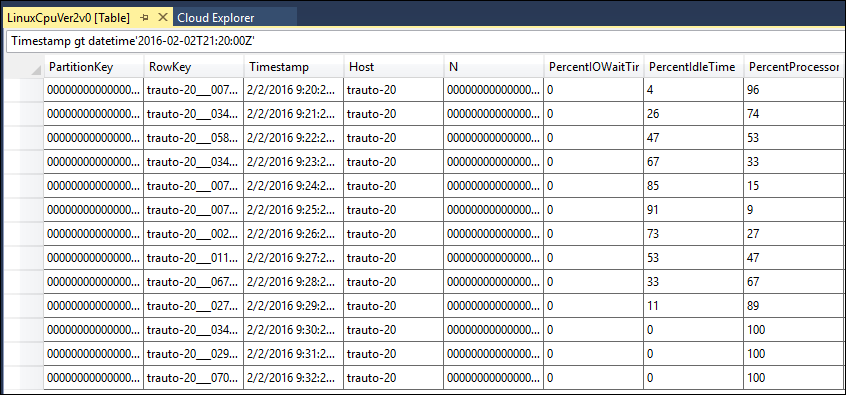 LinuxCpuVer2v0 [Table] Cloud Explorer
Timestamp gt datetime'2016-02-02T21:20:00Z'
PartitionKey RowKey Timestamp Host N PercentIOWaitTir PercentIdleTime PercentProcessor
00000000000000... trauto-20___007... 2/2/2016 9:20:2... trauto-20 00000000000000... 0 4 96
00000000000000... trauto-20___034... 2/2/2016 9:21:2... trauto-20 00000000000000... 0 26 74
00000000000000... trauto-20___058... 2/2/2016 9:22:2... trauto-20 00000000000000... 0 47 53
00000000000000... trauto-20___034... 2/2/2016 9:23:2... trauto-20 00000000000000... 0 67 33
00000000000000... trauto-20___007... 2/2/2016 9:24:2... trauto-20 00000000000000... 0 85 15
00000000000000... trauto-20___007... 2/2/2016 9:25:2... trauto-20 00000000000000... 0 91 9
00000000000000... trauto-20___002... 2/2/2016 9:26:2... trauto-20 00000000000000... 0 73 27
00000000000000... trauto-20___011... 2/2/2016 9:27:2... trauto-20 00000000000000... 0 53 47
00000000000000... trauto-20___067... 2/2/2016 9:28:2... trauto-20 00000000000000... 0 33 67
00000000000000... trauto-20___027... 2/2/2016 9:29:2... trauto-20 00000000000000... 0 11 89
00000000000000... trauto-20___034... 2/2/2016 9:30:2... trauto-20 00000000000000... 0 0 100
00000000000000... trauto-20___029... 2/2/2016 9:31:2... trauto-20 00000000000000... 0 0 100
00000000000000... trauto-20___070... 2/2/2016 9:32:2... trauto-20 00000000000000... 0 0 100